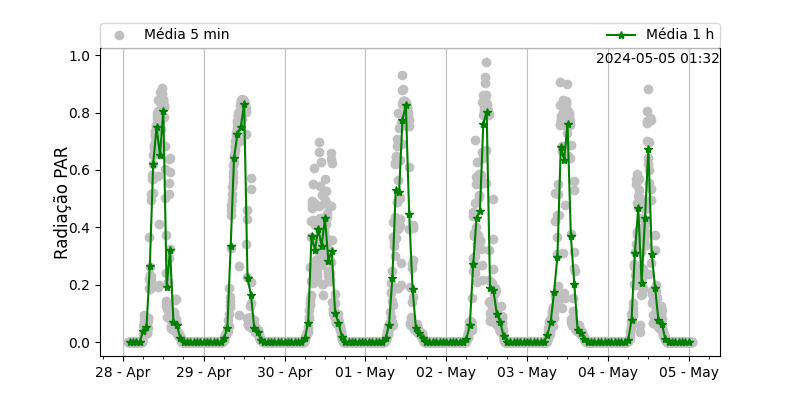 Média 5 min
Média 1 h
2024-05-05 01:32
Radiação PAR
1.0
0.8
0.6
0.4
0.2
0.0
28 - Apr
29 - Apr
30 - Apr
01 - May
02 - May
03 - May
04 - May
05 - May